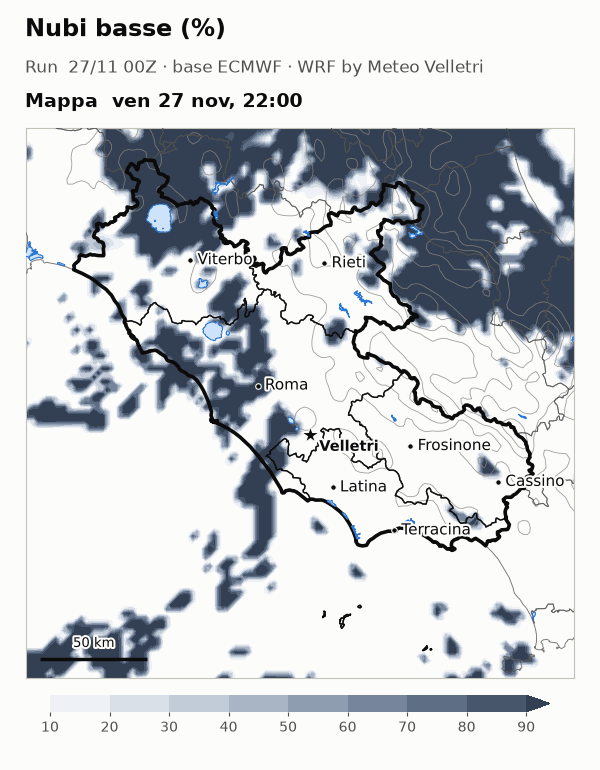 Nubi basse (%)
Run  27/11 00Z · base ECMWF · WRF by Meteo Velletri
Mappa  ven 27 nov, 22:00
Viterbo
Rieti
Roma
Velletri
Frosinone
Cassino
Latina
Terracina
50 km
10 20 30 40 50 60 70 80 90